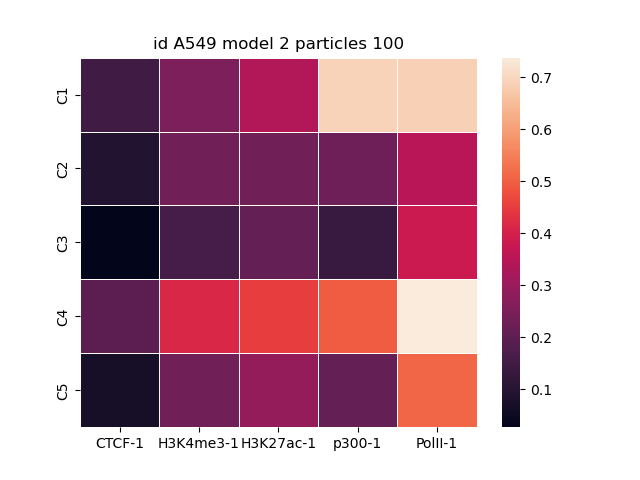 id A549 model 2 particles 100
C1
C2
C3
C4
C5
CTCF-1 H3K4me3-1 H3K27ac-1 p300-1 PolII-1
0.7
0.6
0.5
0.4
0.3
0.2
0.1